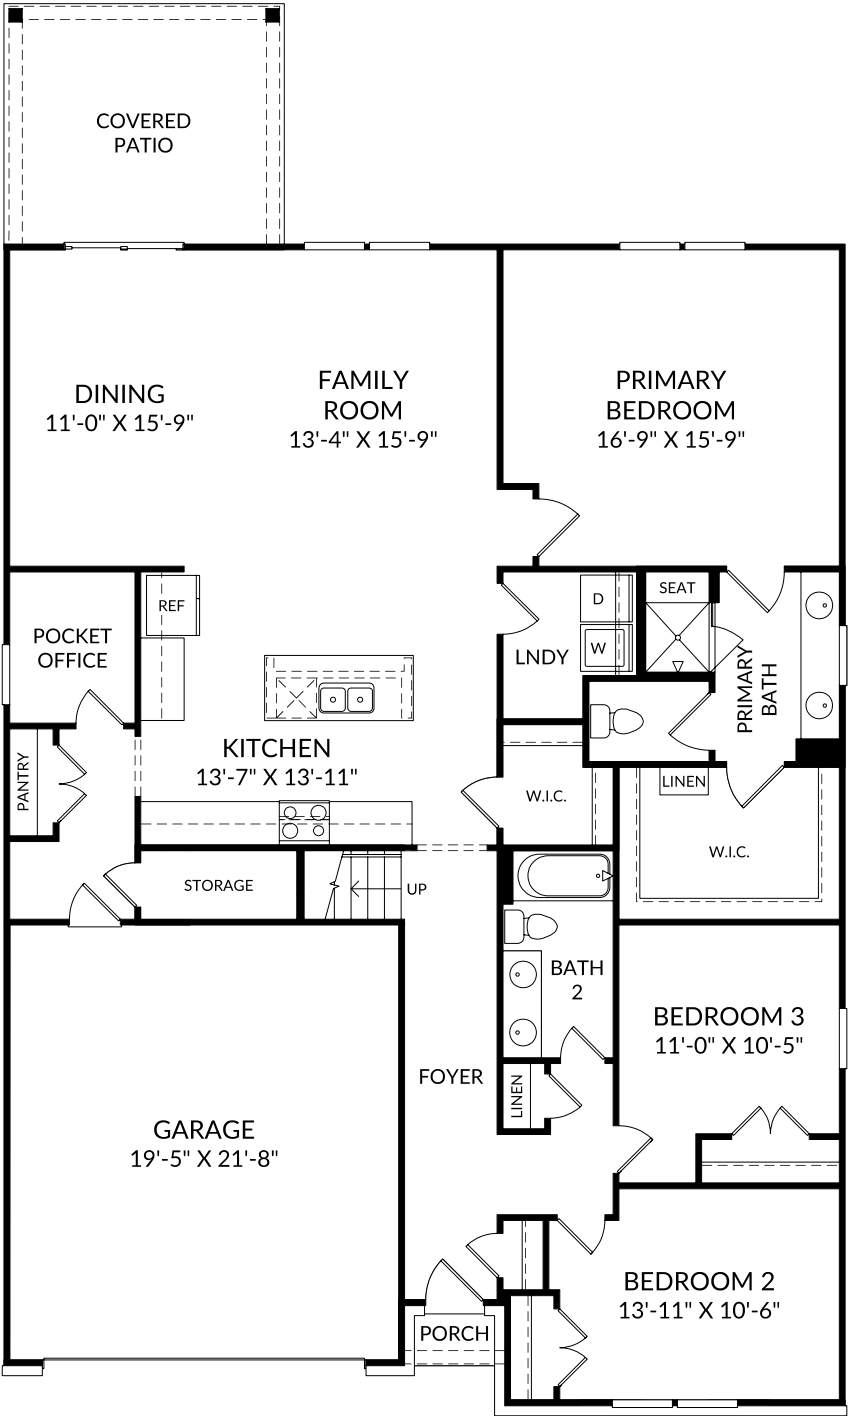 COVERED
PATIO
DINING
11'-0" X 15'-9"
FAMILY
ROOM
13'-4" X 15'-9"
PRIMARY
BEDROOM
16'-9" X 15'-9"
REF
POCKET
OFFICE
D
W
LNDY
SEAT
PRIMARY
BATH
KITCHEN
13'-7" X 13'-11"
PANTRY
W.I.C.
LINEN
W.I.C.
STORAGE
UP
BATH
2
BEDROOM 3
11'-0" X 10'-5"
FOYER
LINEN
GARAGE
19'-5" X 21'-8"
BEDROOM 2
13'-11" X 10'-6"
PORCH